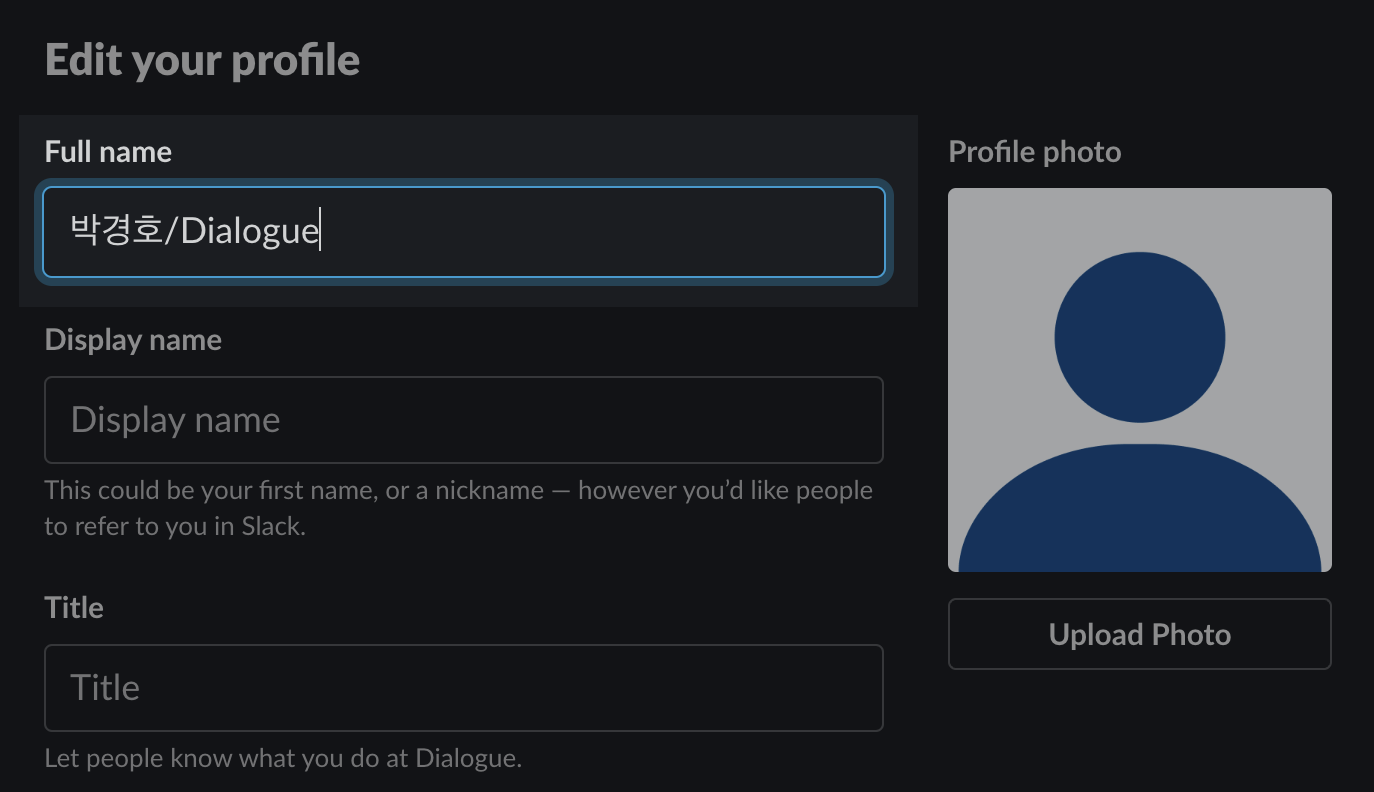 Edit your profile
Full name
박경호/Dialogue
Display name
Display name
This could be your first name, or a nickname — however you’d like people
to refer to you in Slack.
Title
Title
Let people know what you do at Dialogue.
Profile photo
Upload Photo